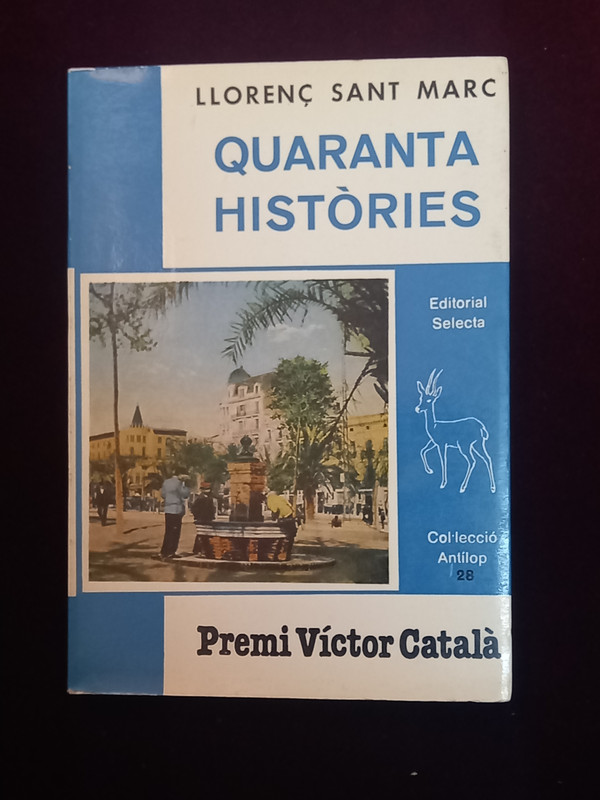 LLORENÇ SANT MARC
QUARANTA
HISTÒRIES
Editorial
Selecta
Col·lecció
Antílop
28
Premi Víctor Català